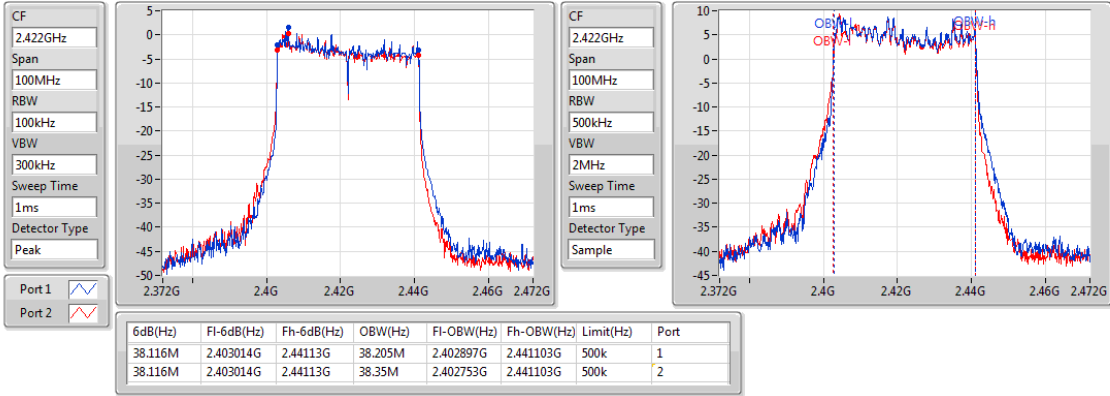 CF
2.422GHz
Span
100MHz
RBW
100kHz
VBW
300kHz
Sweep Time
1ms
Detector Type
Peak
Port 1
Port 2
5
0
-5
-10
-15
-20
-25
-30
-35
-40
-45
-50
2.372G 2.4G 2.42G 2.44G 2.46G 2.472G
CF
2.422GHz
Span
100MHz
RBW
500kHz
VBW
2MHz
Sweep Time
1ms
Detector Type
Sample
10
5
0
-5
-10
-15
-20
-25
-30
-35
-40
-45
OBW-h
OBW-h
2.372G 2.4G 2.42G 2.44G 2.46G 2.472G
6dB(Hz) Fl-6dB(Hz) Fh-6dB(Hz) OBW(Hz) Fl-OBW(Hz) Fh-OBW(Hz) Limit(Hz) Port
38.116M 2.403014G 2.44113G 38.205M 2.402897G 2.441103G 500k 1
38.116M 2.403014G 2.44113G 38.35M 2.402753G 2.441103G 500k 2